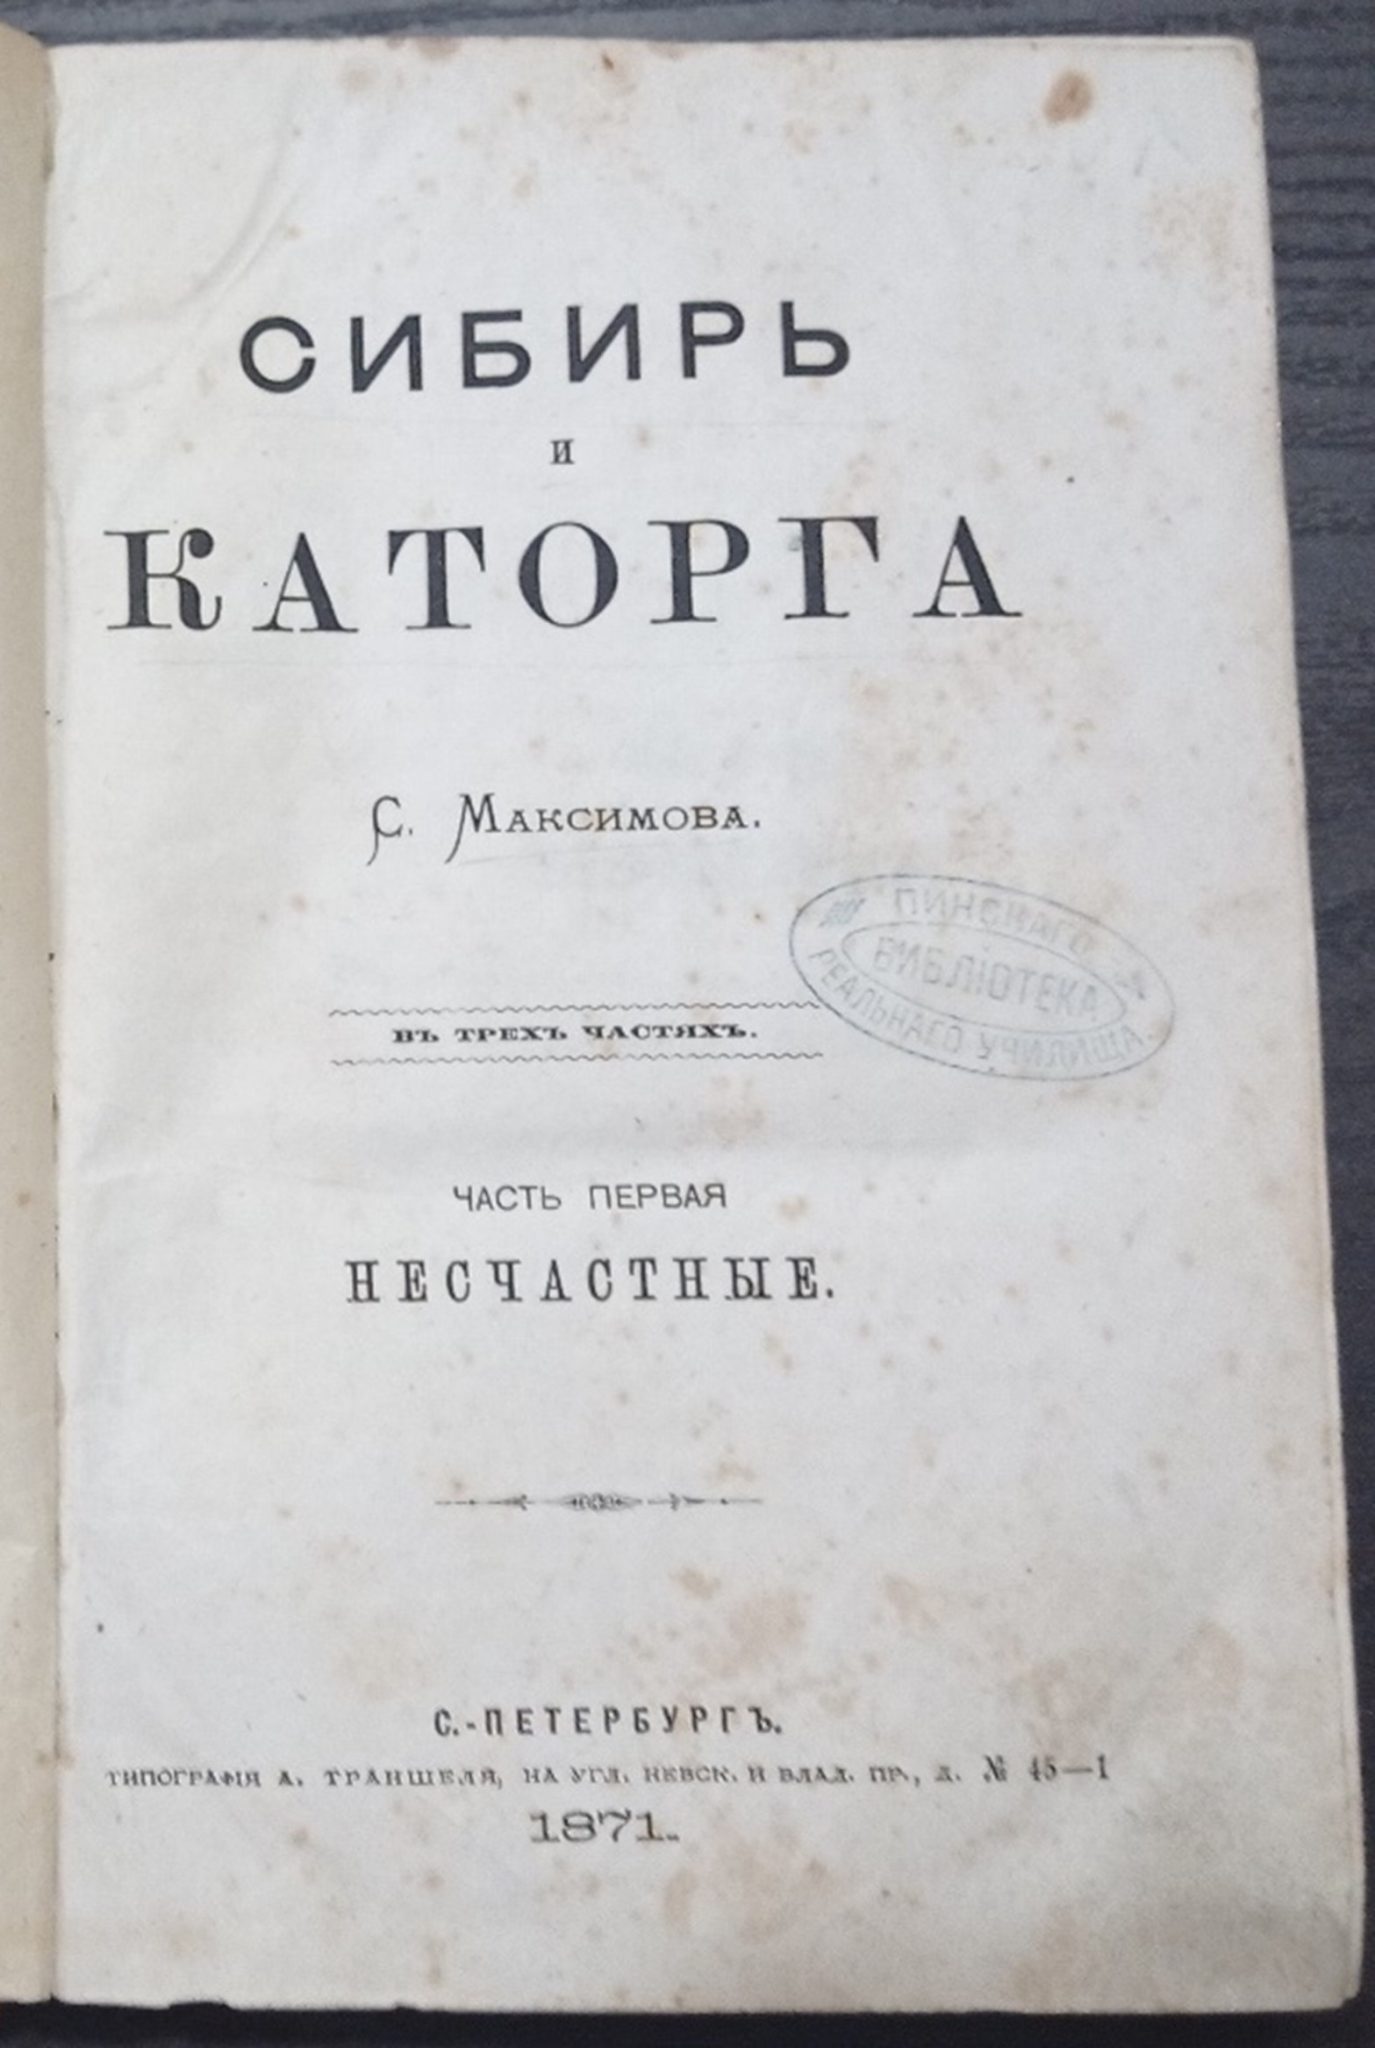 СИБИРЬ
И
КАТОРГА
С. МАКСИМОВА.
ВЪ ТРЕХЪ ЧАСТЯХЪ.
ПИНСКАГО
БИБЛІОТЕКА
РЕАЛЬНАГО УЧИЛИЩА
ЧАСТЬ ПЕРВАЯ
НЕСЧАСТНЫЕ.
С.-ПЕТЕРБУРГЪ.
ТИПОГРАФІЯ А. ТРАНШЕЛЯ, НА УГЛ. НЕВСК. И ВЛАД. ПР., Д. № 45—1
1871.